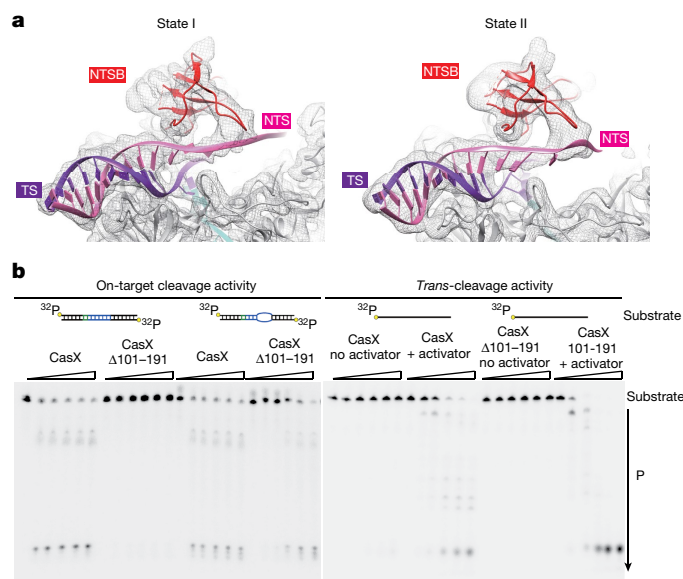 a
State I
State II
NTSB
NTS
TS
NTSB
NTS
TS
b
On-target cleavage activity
Trans-cleavage activity
32P
32P
32P
32P
32P
32P
Substrate
CasX
CasX
Δ101–191
CasX
CasX
Δ101–191
CasX
no activator
CasX
+ activator
CasX
Δ101–191
no activator
CasX
101-191
+ activator
Substrate
P